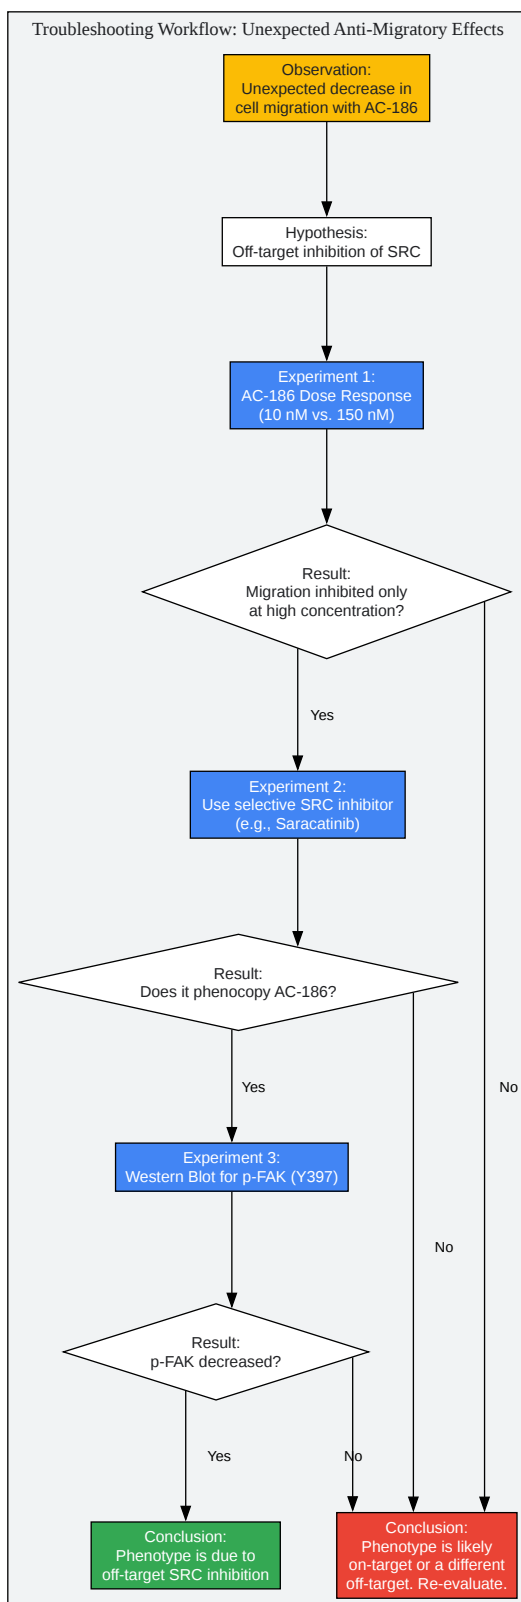 Troubleshooting Workflow: Unexpected Anti-Migratory Effects
Observation:
Unexpected decrease in
cell migration with AC-186
Hypothesis:
Off-target inhibition of SRC
Experiment 1:
AC-186 Dose Response
(10 nM vs. 150 nM)
Result:
Migration inhibited only
at high concentration?
Yes
Experiment 2:
Use selective SRC inhibitor
(e.g., Saracatinib)
Result:
Does it phenocopy AC-186?
Yes
No
Experiment 3:
Western Blot for p-FAK (Y397)
No
Result:
p-FAK decreased?
Yes
No
Conclusion:
Phenotype is due to
off-target SRC inhibition
Conclusion:
Phenotype is likely
on-target or a different
off-target. Re-evaluate.